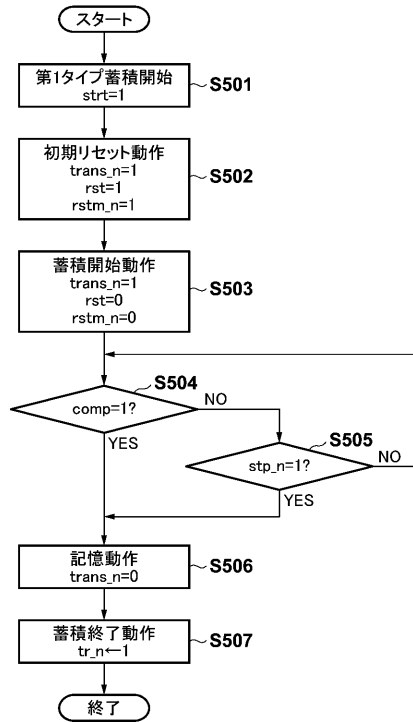 スタート
第1タイプ蓄積開始
strt=1
S501
初期リセット動作
trans_n=1
rst=1
rstm_n=1
S502
蓄積開始動作
trans_n=1
rst=0
rstm_n=0
S503
S504
comp=1?
NO
YES
S505
stp_n=1?
NO
YES
記憶動作
trans_n=0
S506
蓄積終了動作
tr_n←1
S507
終了